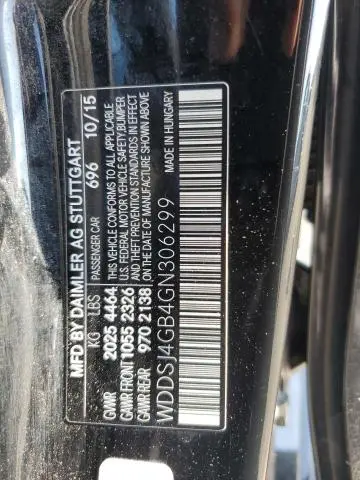 MFD BY DAIMLER AG STUTTGART
PASSENGER CAR 696 10/15
KG LBS
GWR 2025 4464
GAWR FRONT 1055 2326
GAWR REAR 970 2138
THIS VEHICLE CONFORMS TO ALL APPLICABLE
U.S. FEDERAL MOTOR VEHICLE SAFETY,BUMPER
AND THEFT PREVENTION STANDARDS IN EFFECT
ON THE DATE OF MANUFACTURE SHOWN ABOVE
WDDSJ4GB4GN306299
MADE IN HUNGARY